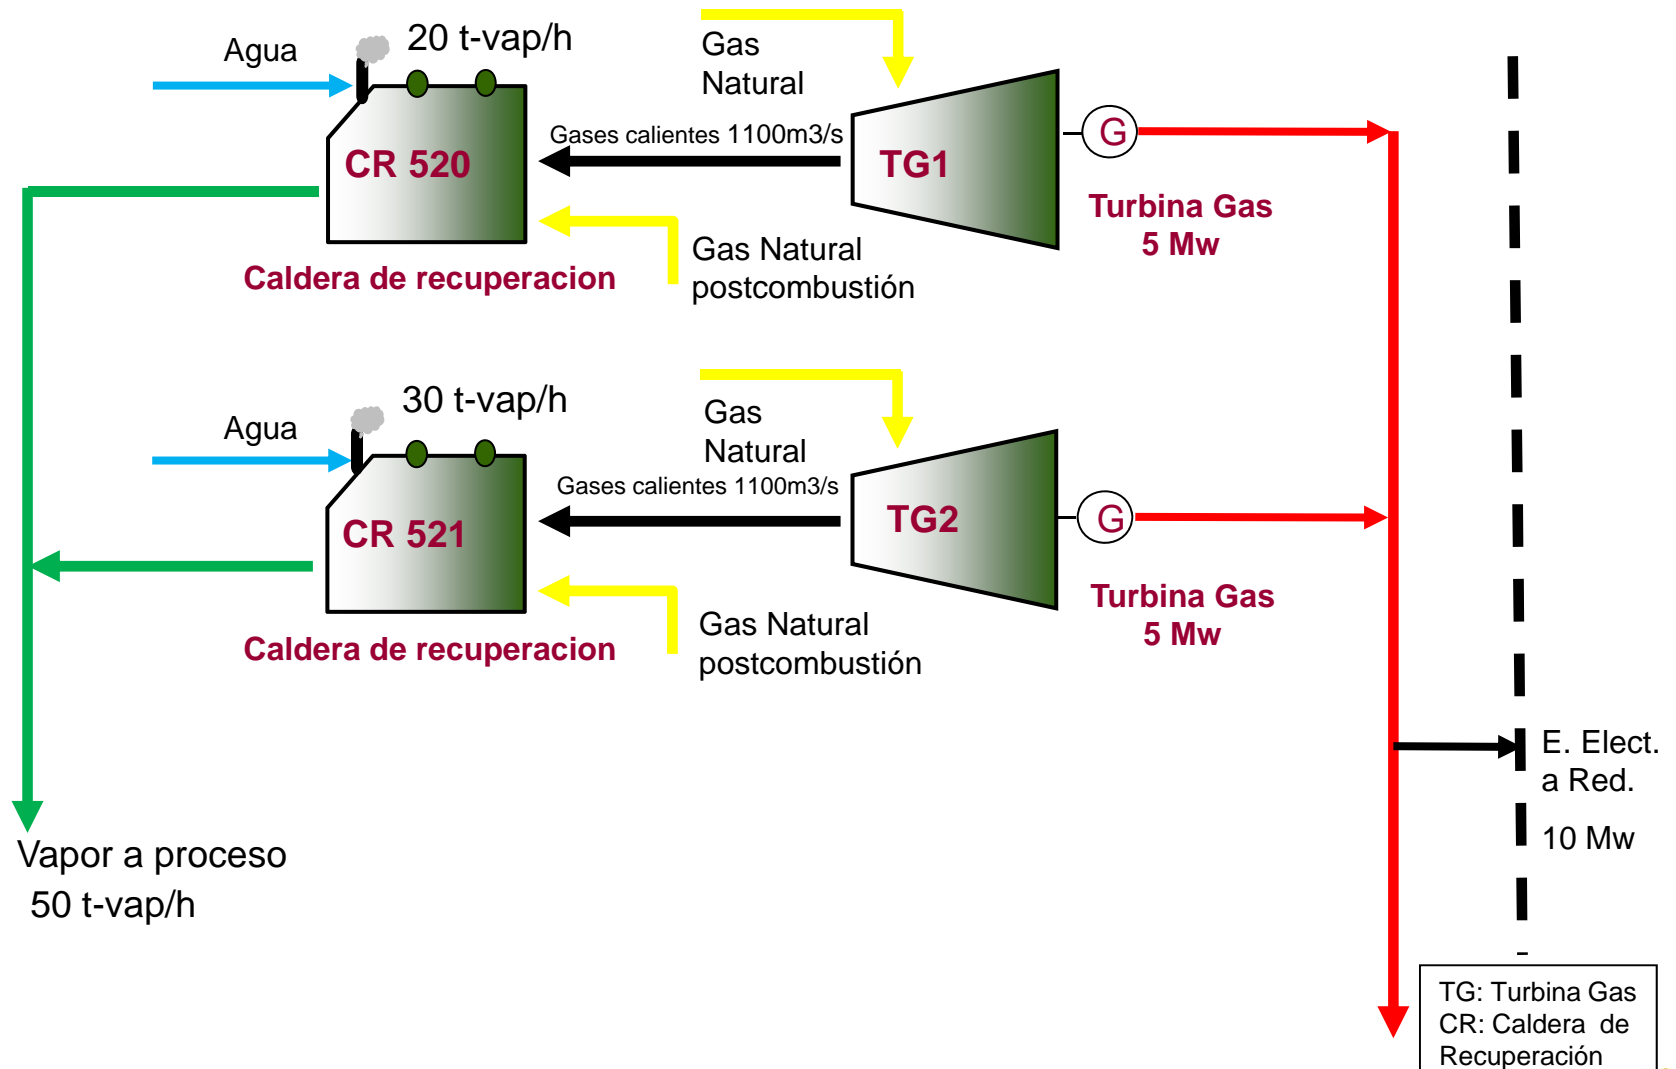 Agua
20 t-vap/h
Gas
Natural
Gases calientes 1100m3/s
CR 520
TG1
G
Turbina Gas
5 Mw
Gas Natural
postcombustión
Caldera de recuperacion
Agua
30 t-vap/h
Gas
Natural
Gases calientes 1100m3/s
CR 521
TG2
G
Turbina Gas
5 Mw
Gas Natural
postcombustión
Caldera de recuperacion
E. Elect.
a Red.
10 Mw
Vapor a proceso
50 t-vap/h
TG: Turbina Gas
CR: Caldera de
Recuperación